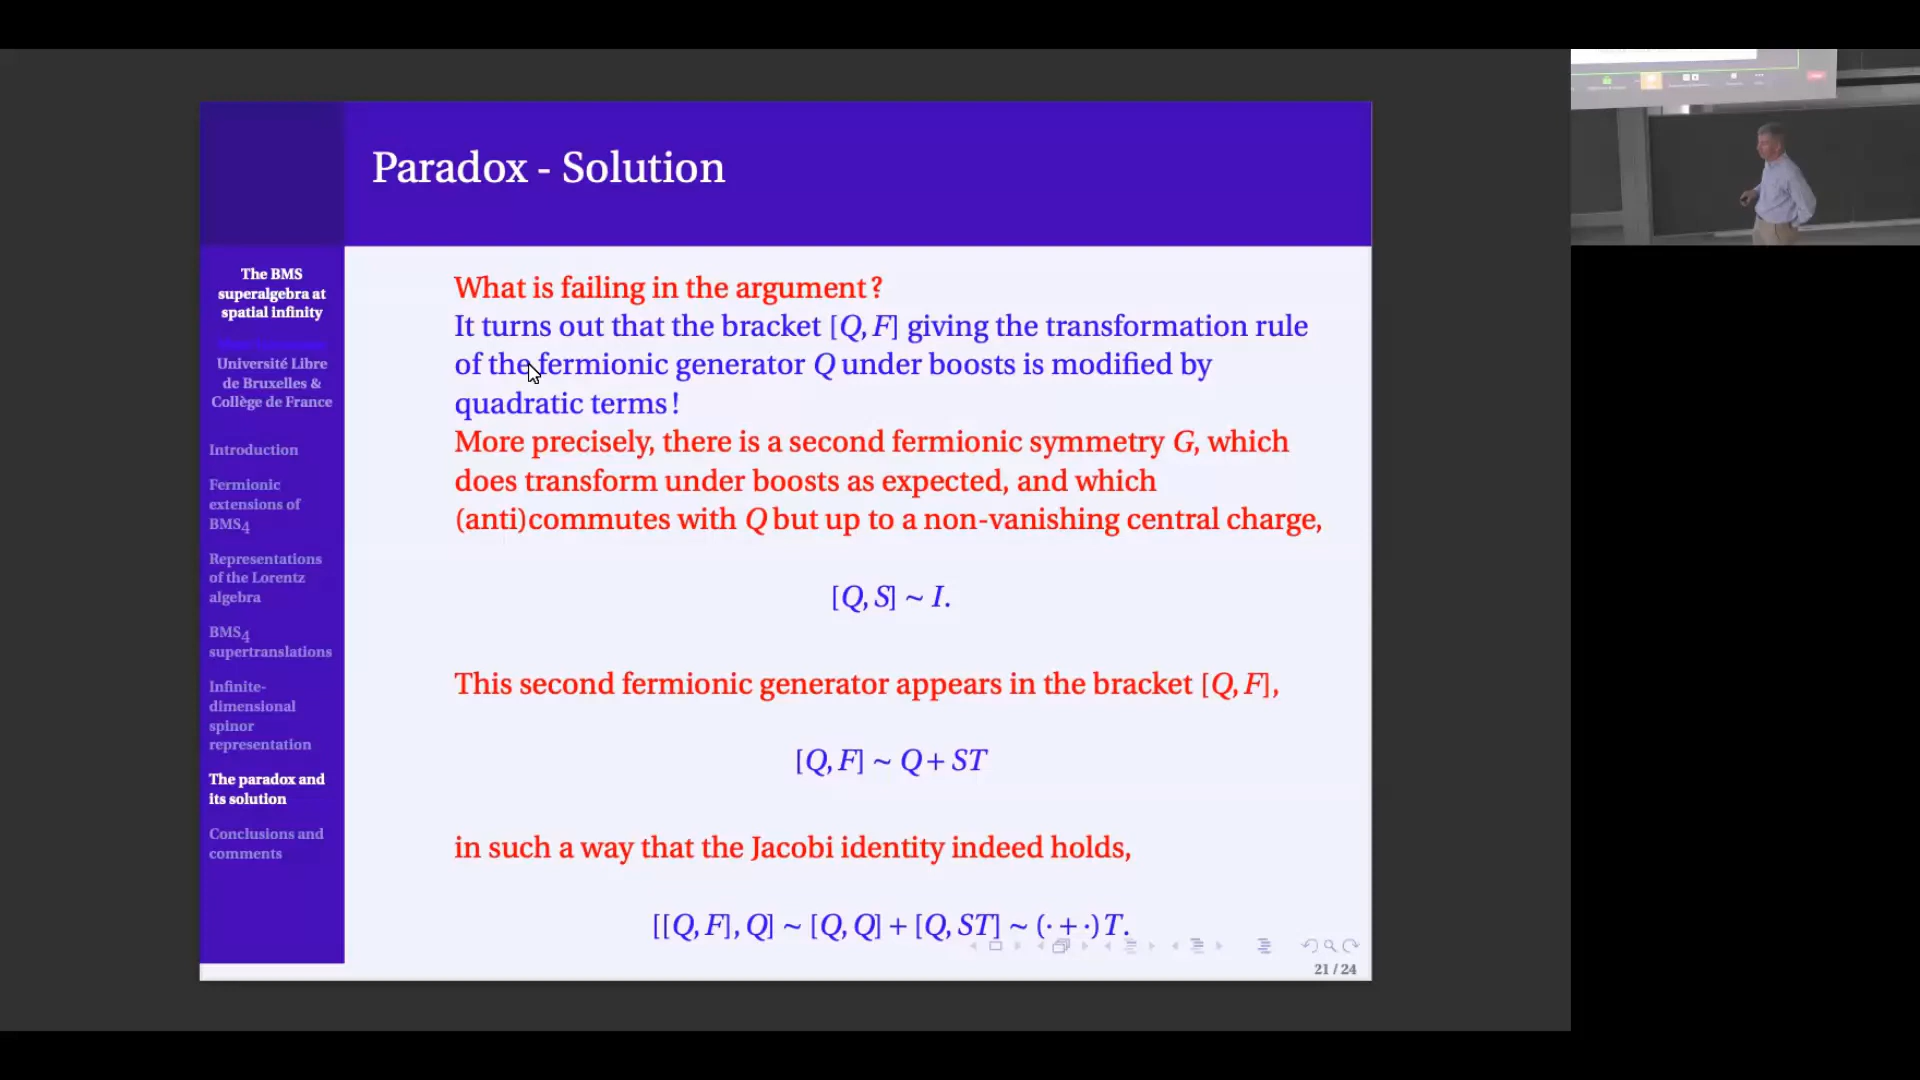 Paradox - Solution
The BMS
superalgebra at
spatial infinity
Université Libre
de Bruxelles &
Collège de France
Introduction
Fermionic
extensions of
BMS₄
Representations
of the Lorentz
algebra
BMS₄
supertranslations
Infinite-
dimensional
spinor
representation
The paradox and
its solution
Conclusions and
comments
What is failing in the argument ?
It turns out that the bracket [Q, F] giving the transformation rule
of the fermionic generator Q under boosts is modified by
quadratic terms !
More precisely, there is a second fermionic symmetry G, which
does transform under boosts as expected, and which
(anti)commutes with Q but up to a non-vanishing central charge,
[Q, S] ~ I.
This second fermionic generator appears in the bracket [Q, F],
[Q, F] ~ Q + ST
in such a way that the Jacobi identity indeed holds,
[[Q, F], Q] ~ [Q, Q] + [Q, ST] ~ (· + ·) T.
21 / 24